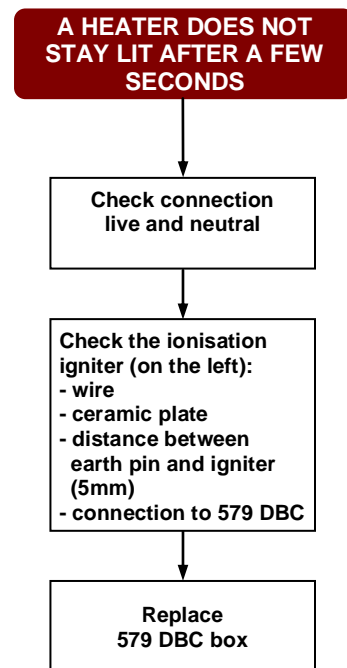 A HEATER DOES NOT
STAY LIT AFTER A FEW
SECONDS
Check connection
live and neutral
Check the ionisation
igniter (on the left):
- wire
- ceramic plate
- distance between
earth pin and igniter
(5mm)
- connection to 579 DBC
Replace
579 DBC box